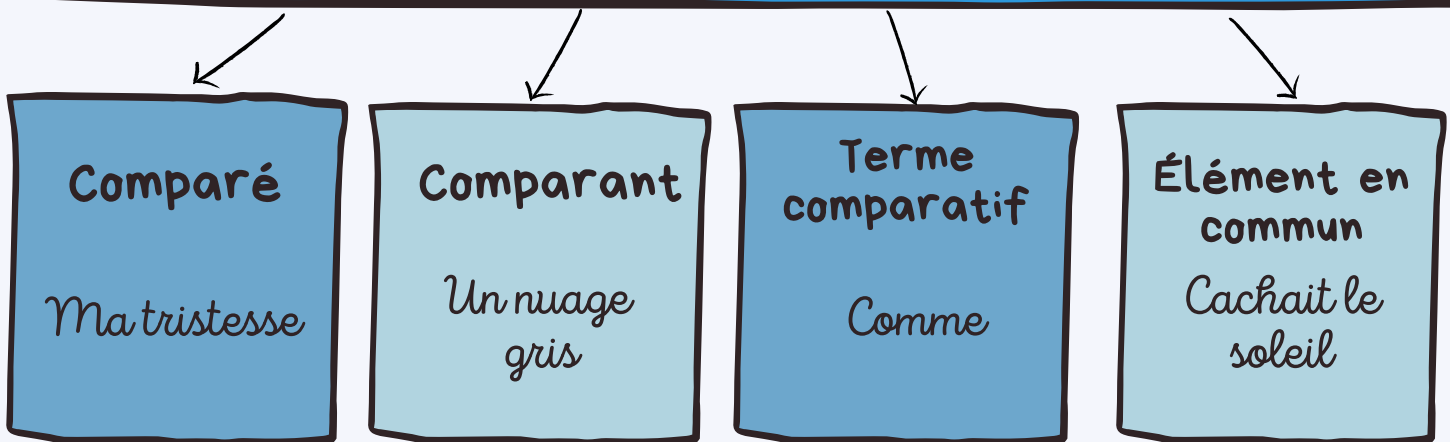 Comparé
Ma tristesse
Comparant
Un nuage
gris
Terme
comparatif
Comme
Élément en
commun
Cachait le
soleil